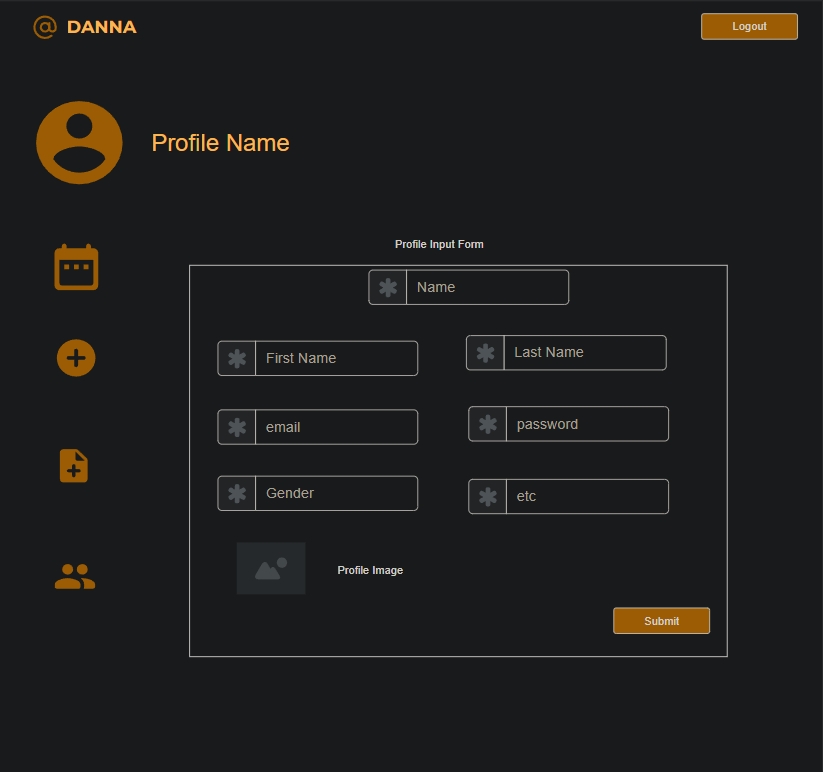 @ DANNA
Logout
Profile Name
Profile Input Form
Name
First Name
Last Name
email
password
Gender
etc
Profile Image
Submit